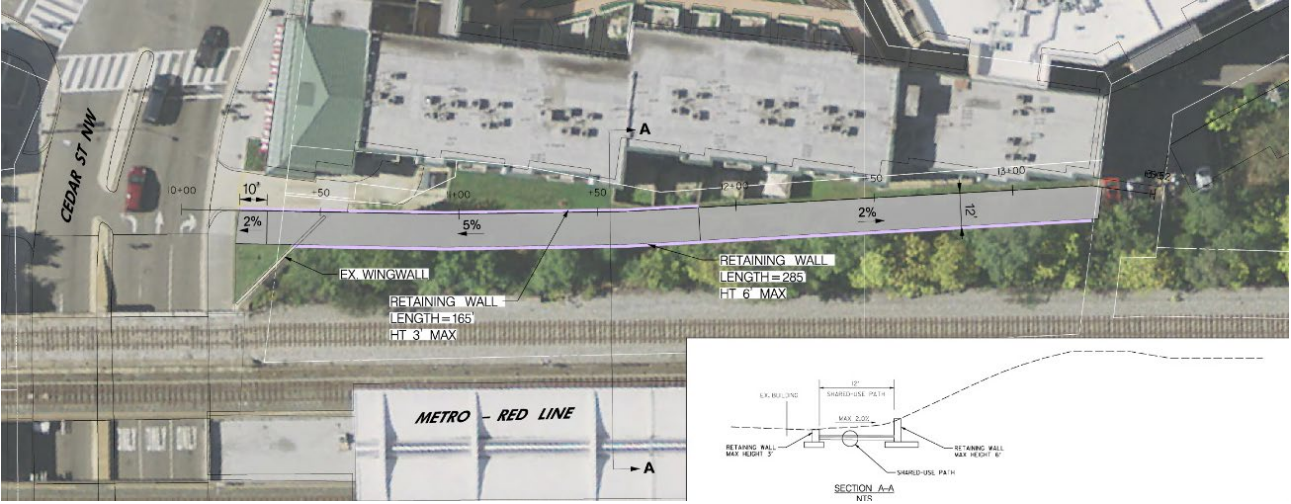 CEDAR ST NW
10+00
10'
2%
+50
11+00
5%
+50
A
12+00
+50
2%
12'
13+00
EX. WINGWALL
RETAINING WALL
LENGTH=165'
HT 3' MAX
RETAINING WALL
LENGTH=285
HT 6' MAX
METRO - RED LINE
A
12'
SHARED-USE PATH
EX. BUILDING
MAX 2.0%
RETAINING WALL
MAX HEIGHT 3'
RETAINING WALL
MAX HEIGHT 6'
SHARED-USE PATH
SECTION A-A
NTS